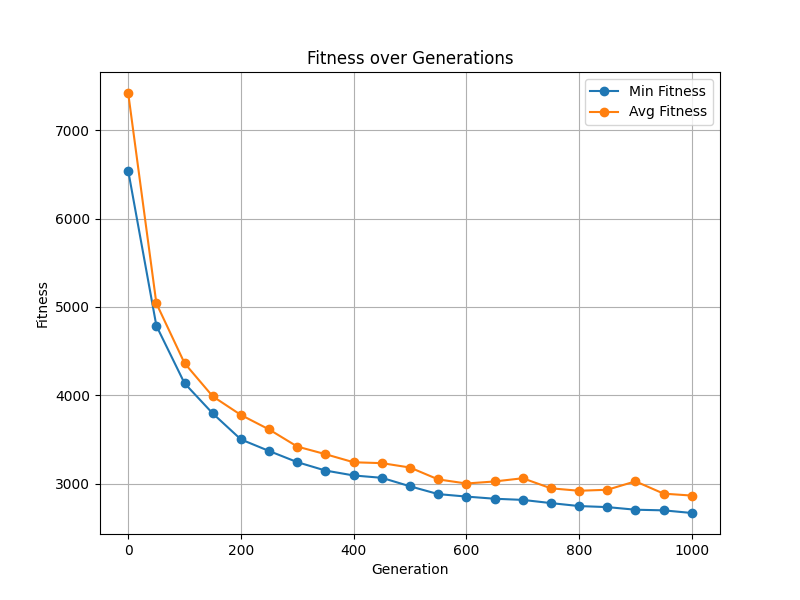 Fitness over Generations
Min Fitness
Avg Fitness
7000
6000
5000
4000
3000
Fitness
0 200 400 600 800 1000
Generation